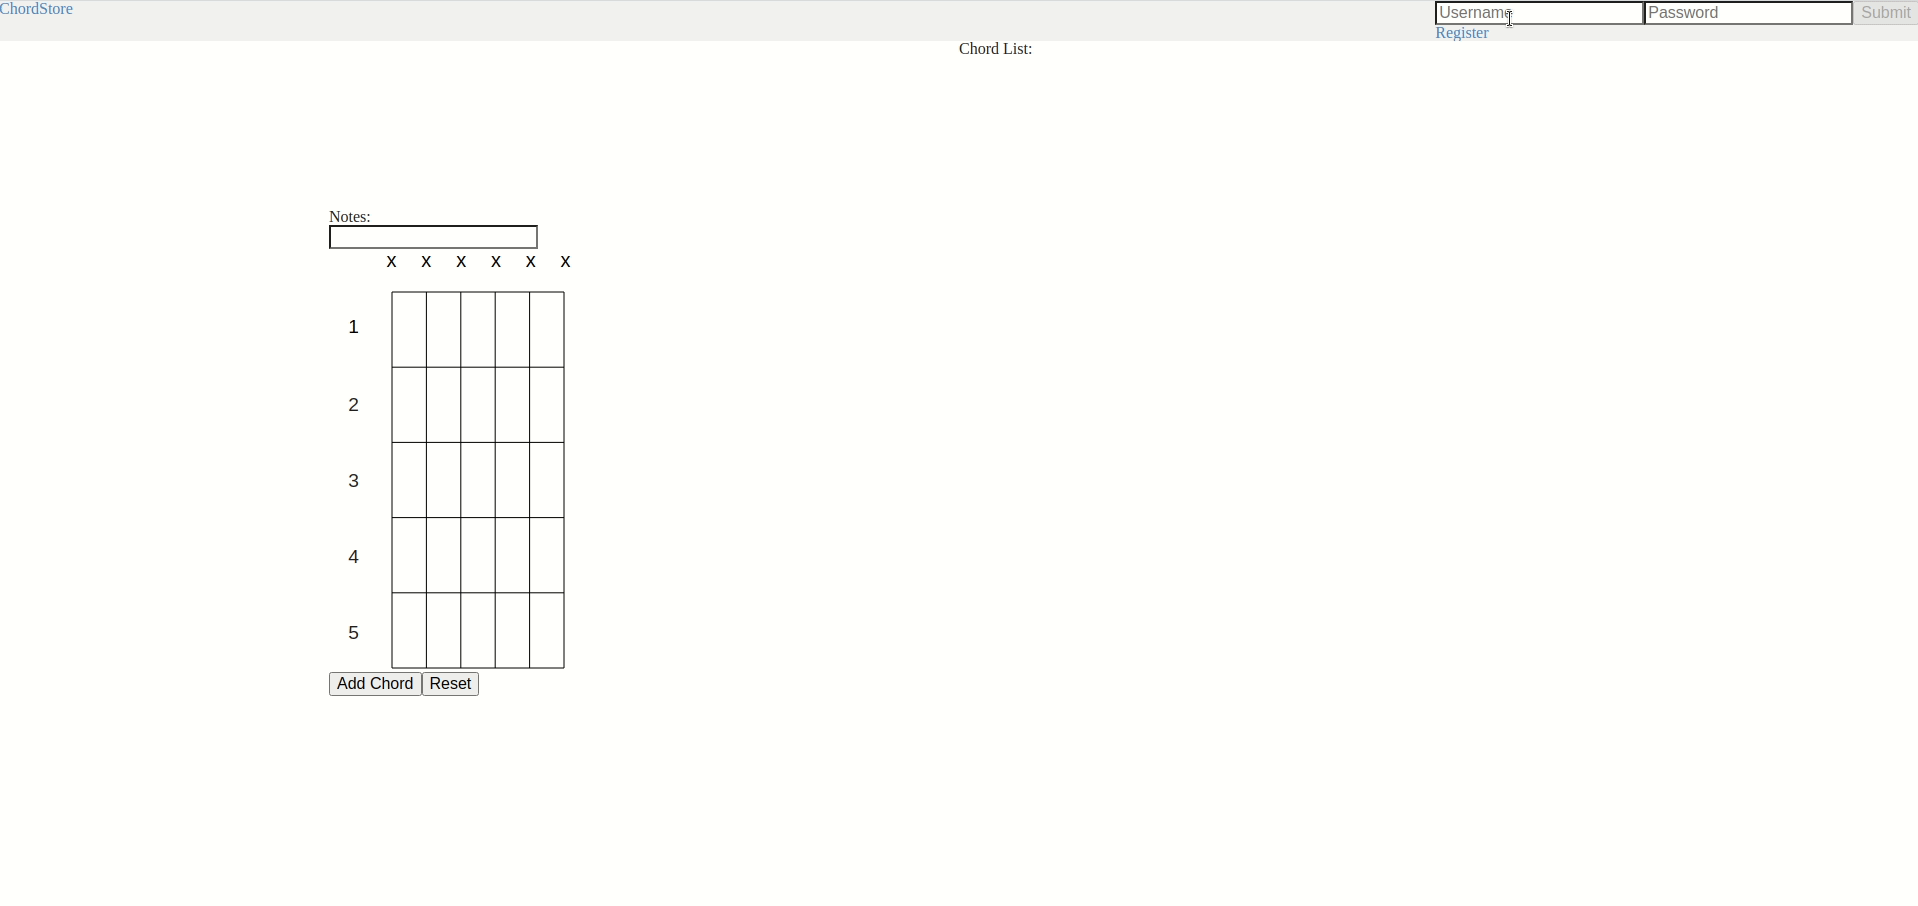 ChordStore
Username Password Submit
Register
Chord List:
Notes:
x x x x x x
1
2
3
4
5
Add Chord Reset